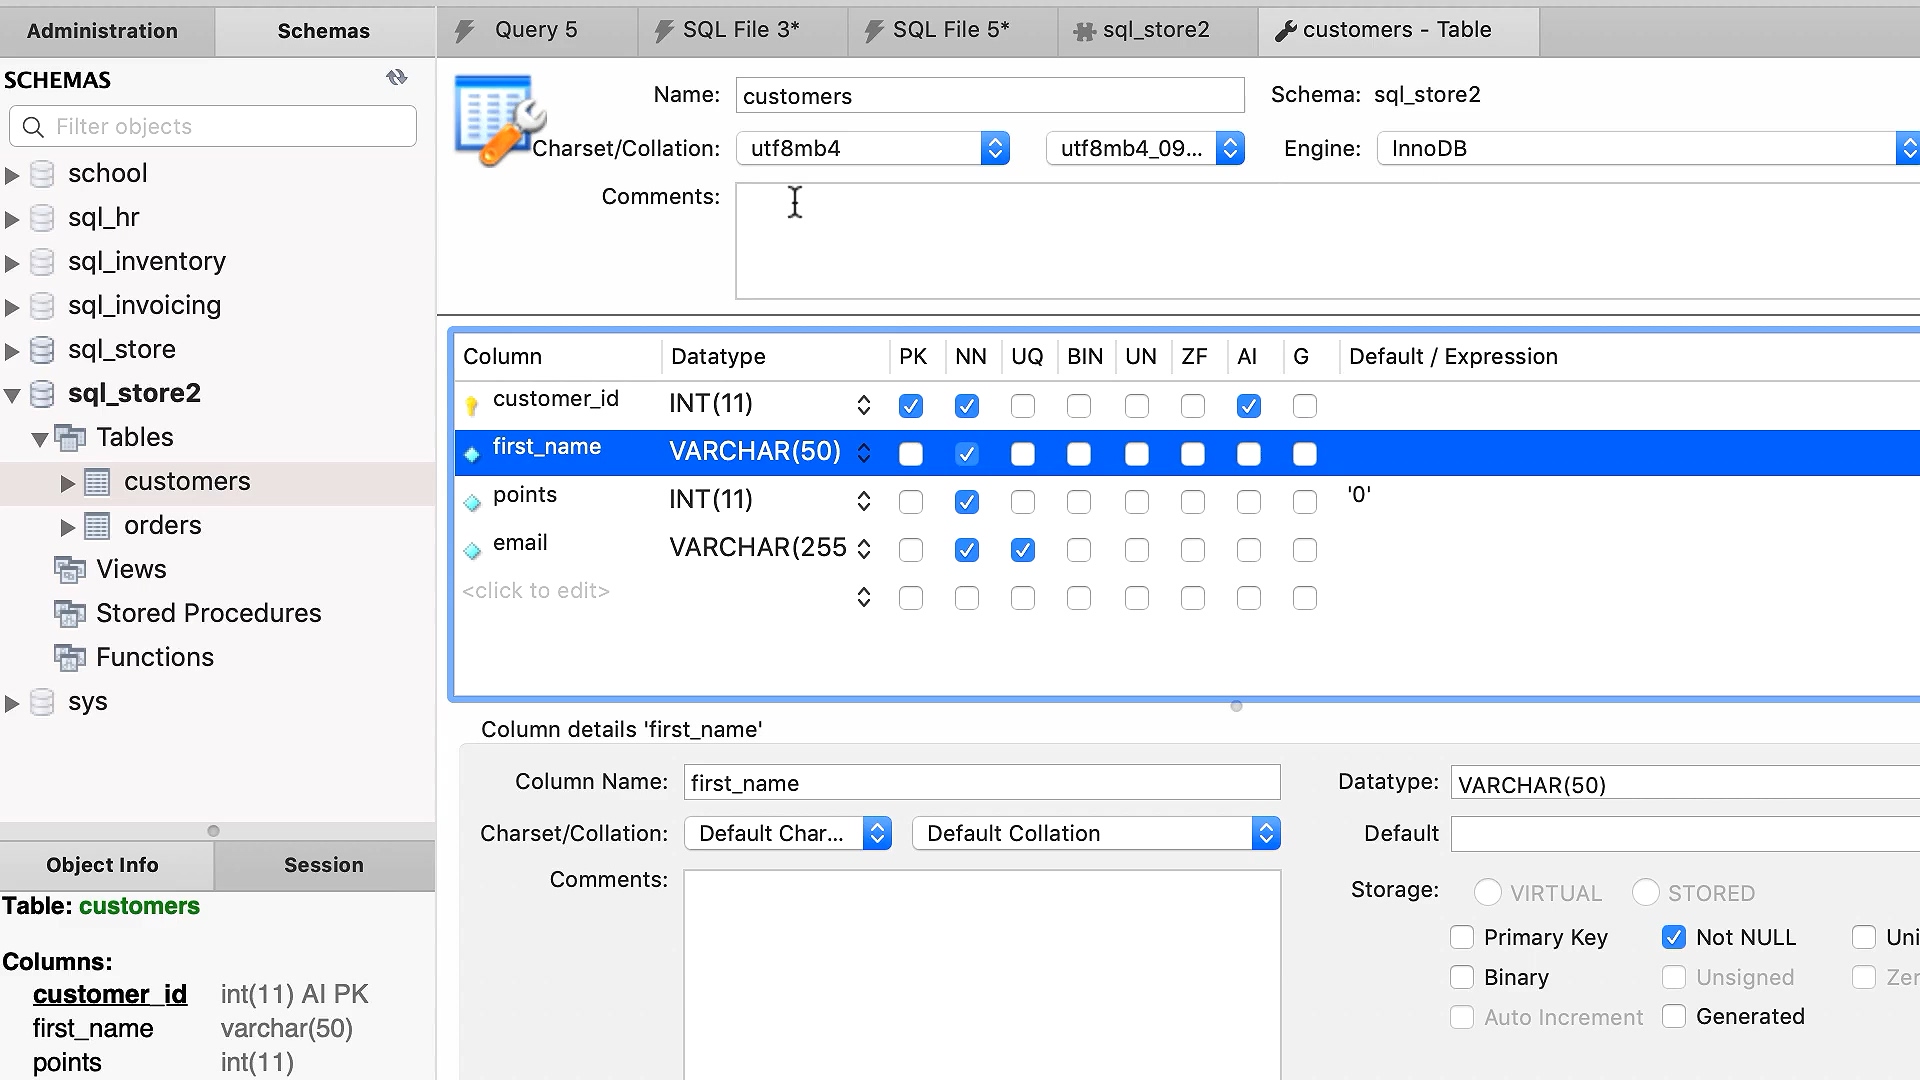 Administration
Schemas
Query 5
SQL File 3*
SQL File 5*
sql_store2
customers - Table
SCHEMAS
Filter objects
school
sql_hr
sql_inventory
sql_invoicing
sql_store
sql_store2
Tables
customers
orders
Views
Stored Procedures
Functions
sys
Object Info
Session
Table: customers
Columns:
customer_id int(11) AI PK
first_name varchar(50)
points int(11)
Name: customers
Schema: sql_store2
Charset/Collation: utf8mb4 utf8mb4_09...
Engine: InnoDB
Comments:
Column Datatype PK NN UQ BIN UN ZF AI G Default / Expression
customer_id INT(11)
first_name VARCHAR(50)
points INT(11) '0'
email VARCHAR(255
<click to edit>
Column details 'first_name'
Column Name: first_name
Datatype: VARCHAR(50)
Charset/Collation: Default Char... Default Collation
Default
Comments:
Storage: VIRTUAL STORED
Primary Key Not NULL Uni
Binary Unsigned Zer
Auto Increment Generated